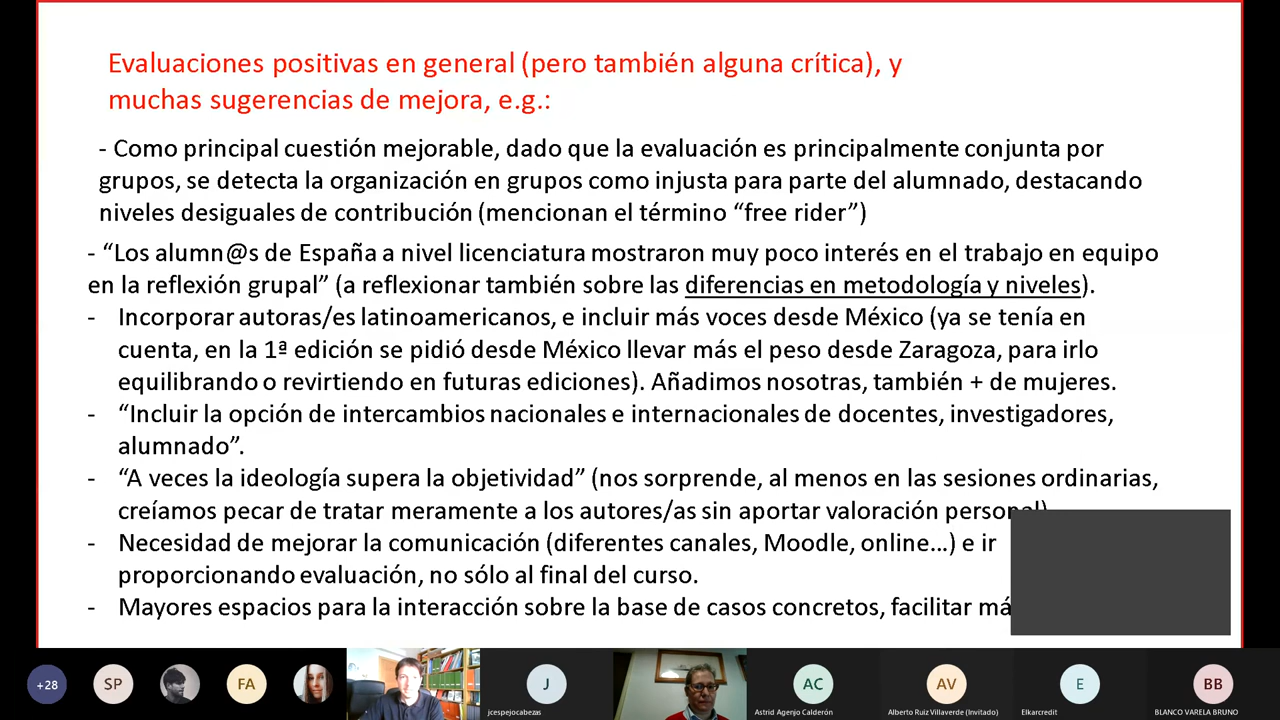 Evaluaciones positivas en general (pero también alguna crítica), y
muchas sugerencias de mejora, e.g.:
- Como principal cuestión mejorable, dado que la evaluación es principalmente conjunta por
grupos, se detecta la organización en grupos como injusta para parte del alumnado, destacando
niveles desiguales de contribución (mencionan el término “free rider”)
- “Los alumn@s de España a nivel licenciatura mostraron muy poco interés en el trabajo en equipo
en la reflexión grupal” (a reflexionar también sobre las diferencias en metodología y niveles).
- Incorporar autoras/es latinoamericanos, e incluir más voces desde México (ya se tenía en
cuenta, en la 1ª edición se pidió desde México llevar más el peso desde Zaragoza, para irlo
equilibrando o revirtiendo en futuras ediciones). Añadimos nosotras, también + de mujeres.
- “Incluir la opción de intercambios nacionales e internacionales de docentes, investigadores,
alumnado”.
- “A veces la ideología supera la objetividad” (nos sorprende, al menos en las sesiones ordinarias,
creíamos pecar de tratar meramente a los autores/as sin aportar valoración personal)
- Necesidad de mejorar la comunicación (diferentes canales, Moodle, online…) e ir
proporcionando evaluación, no sólo al final del curso.
- Mayores espacios para la interacción sobre la base de casos concretos, facilitar má
+28
SP
FA
J
AC
AV
E
BB
jcespejocabezas
Astrid Agenjo Calderón
Alberto Ruiz Villaverde (Invitado)
Elkarcredit
BLANCO VARELA BRUNO